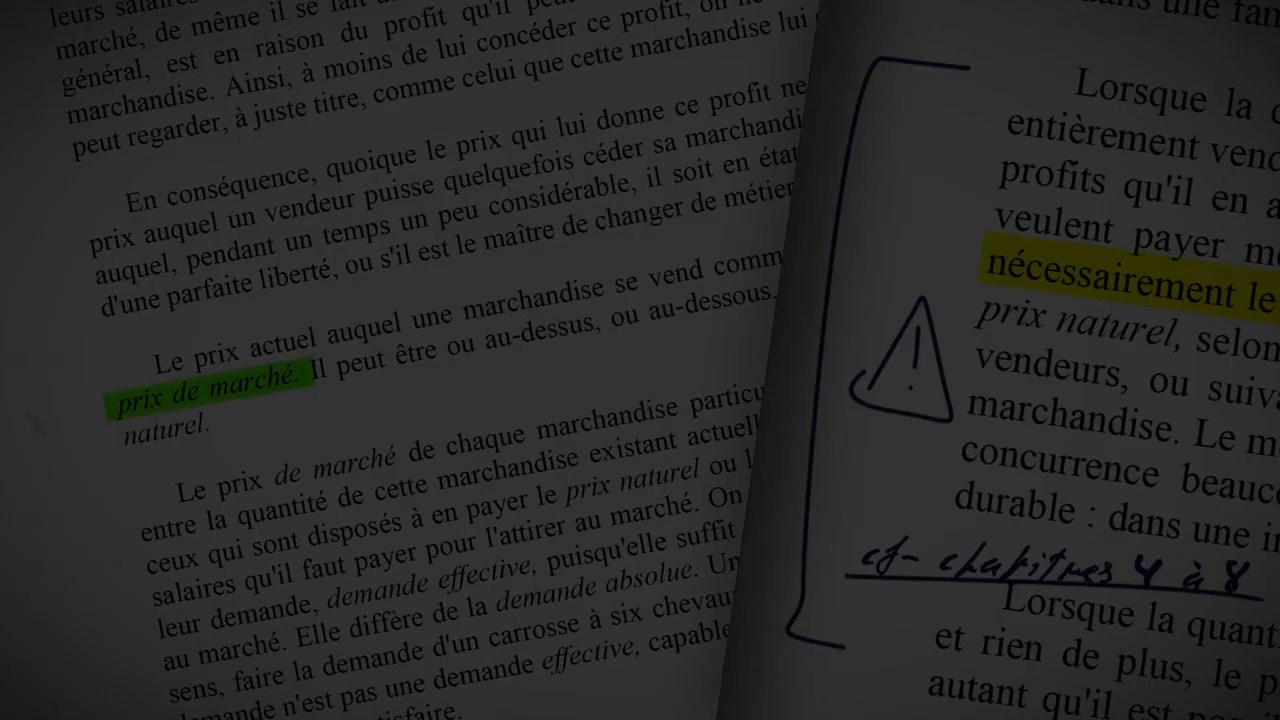 leurs salaires
marché, de même il se fait
général, est en raison du profit qu'il
marchandise. Ainsi, à moins de lui concéder ce profit,
peut regarder, à juste titre, comme celui que cette marchandise lui
En conséquence, quoique le prix qui lui donne ce profit ne
prix auquel un vendeur puisse quelquefois céder sa marchandi
auquel, pendant un temps un peu considérable, il soit en état
d'une parfaite liberté, ou s'il est le maître de changer de métier
Le prix actuel auquel une marchandise se vend comm
prix de marché. Il peut être ou au-dessus, ou au-dessous,
naturel.
Le prix de marché de chaque marchandise particu
entre la quantité de cette marchandise existant actuell
ceux qui sont disposés à en payer le prix naturel ou l
salaires qu'il faut payer pour l'attirer au marché. On
leur demande, demande effective, puisqu'elle suffit
au marché. Elle diffère de la demande absolue. Un
sens, faire la demande d'un carrosse à six chevau
demande n'est pas une demande effective, capable
isfaire.
dans une fam
Lorsque la
entièrement vend
profits qu'il en a
veulent payer
nécessairement le
prix naturel, selon
vendeurs, ou suiva
marchandise. Le m
concurrence beauco
durable : dans une i
cf - chapitres 4 à 8
Lorsque la quant
et rien de plus, le p
autant qu'il est